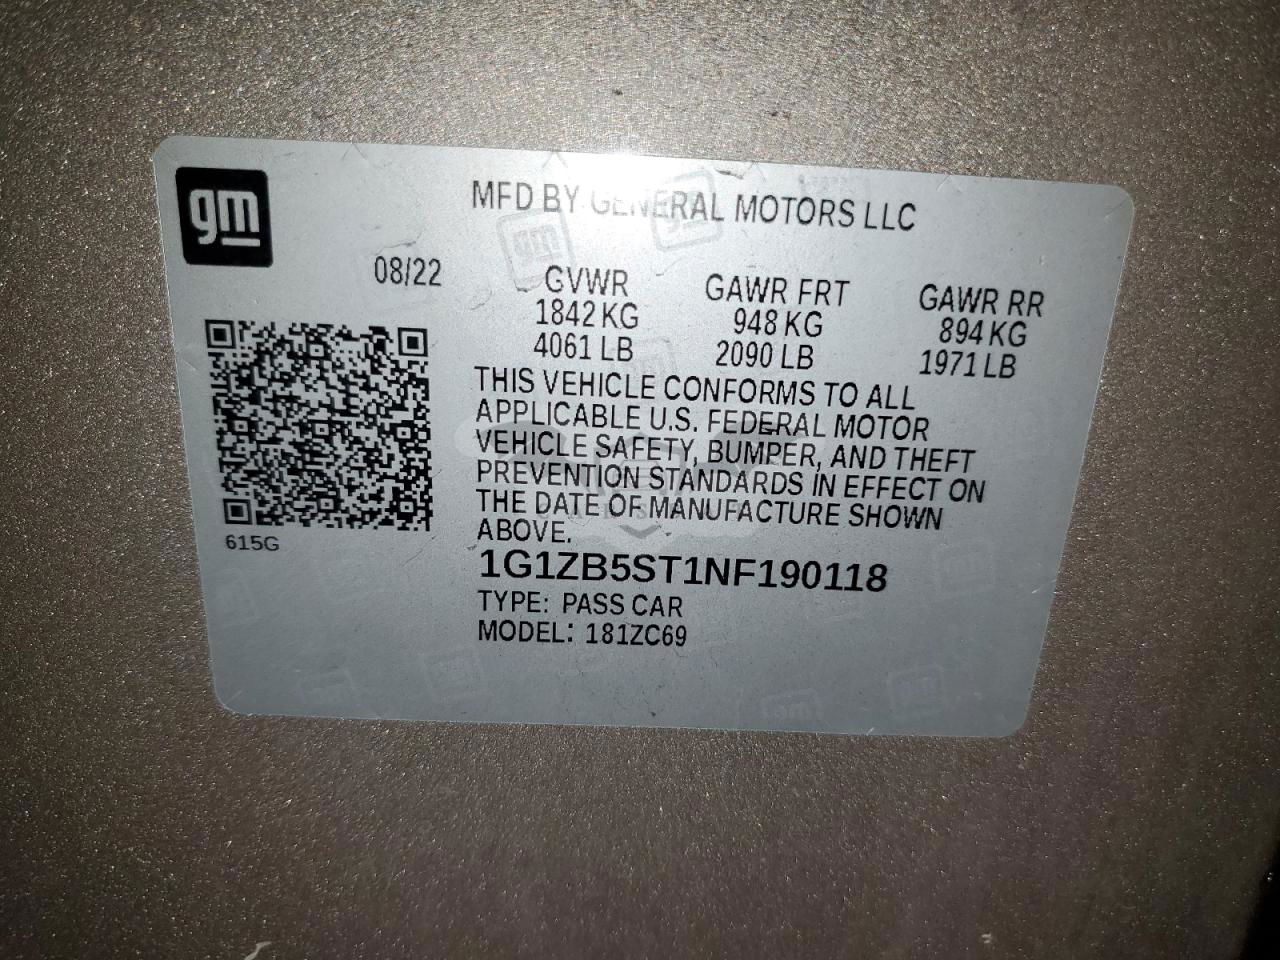 gm
MFD BY GENERAL MOTORS LLC
08/22
GVWR GAWR FRT GAWR RR
1842 KG 948 KG 894 KG
4061 LB 2090 LB 1971 LB
THIS VEHICLE CONFORMS TO ALL
APPLICABLE U.S. FEDERAL MOTOR
VEHICLE SAFETY, BUMPER, AND THEFT
PREVENTION STANDARDS IN EFFECT ON
THE DATE OF MANUFACTURE SHOWN
ABOVE.
615G
1G1ZB5ST1NF190118
TYPE: PASS CAR
MODEL: 181ZC69